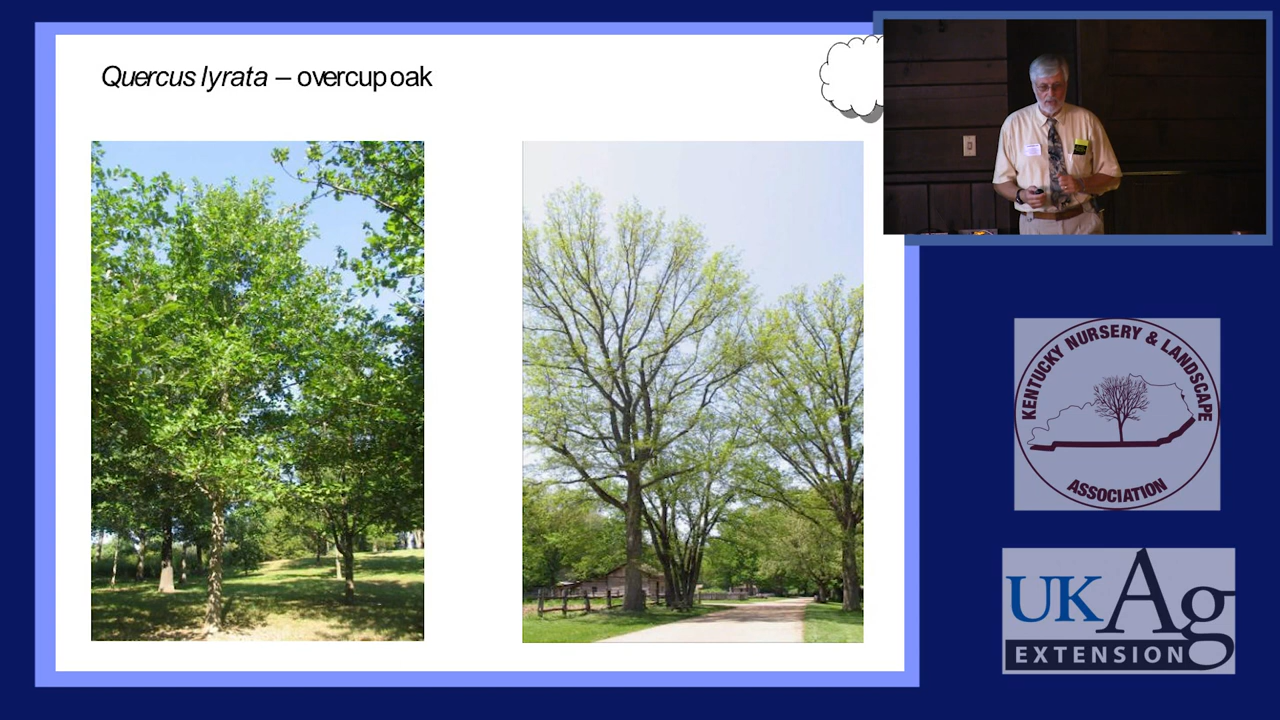 Quercus lyrata – overcup oak
KENTUCKY NURSERY & LANDSCAPE
ASSOCIATION
UKAg
EXTENSION